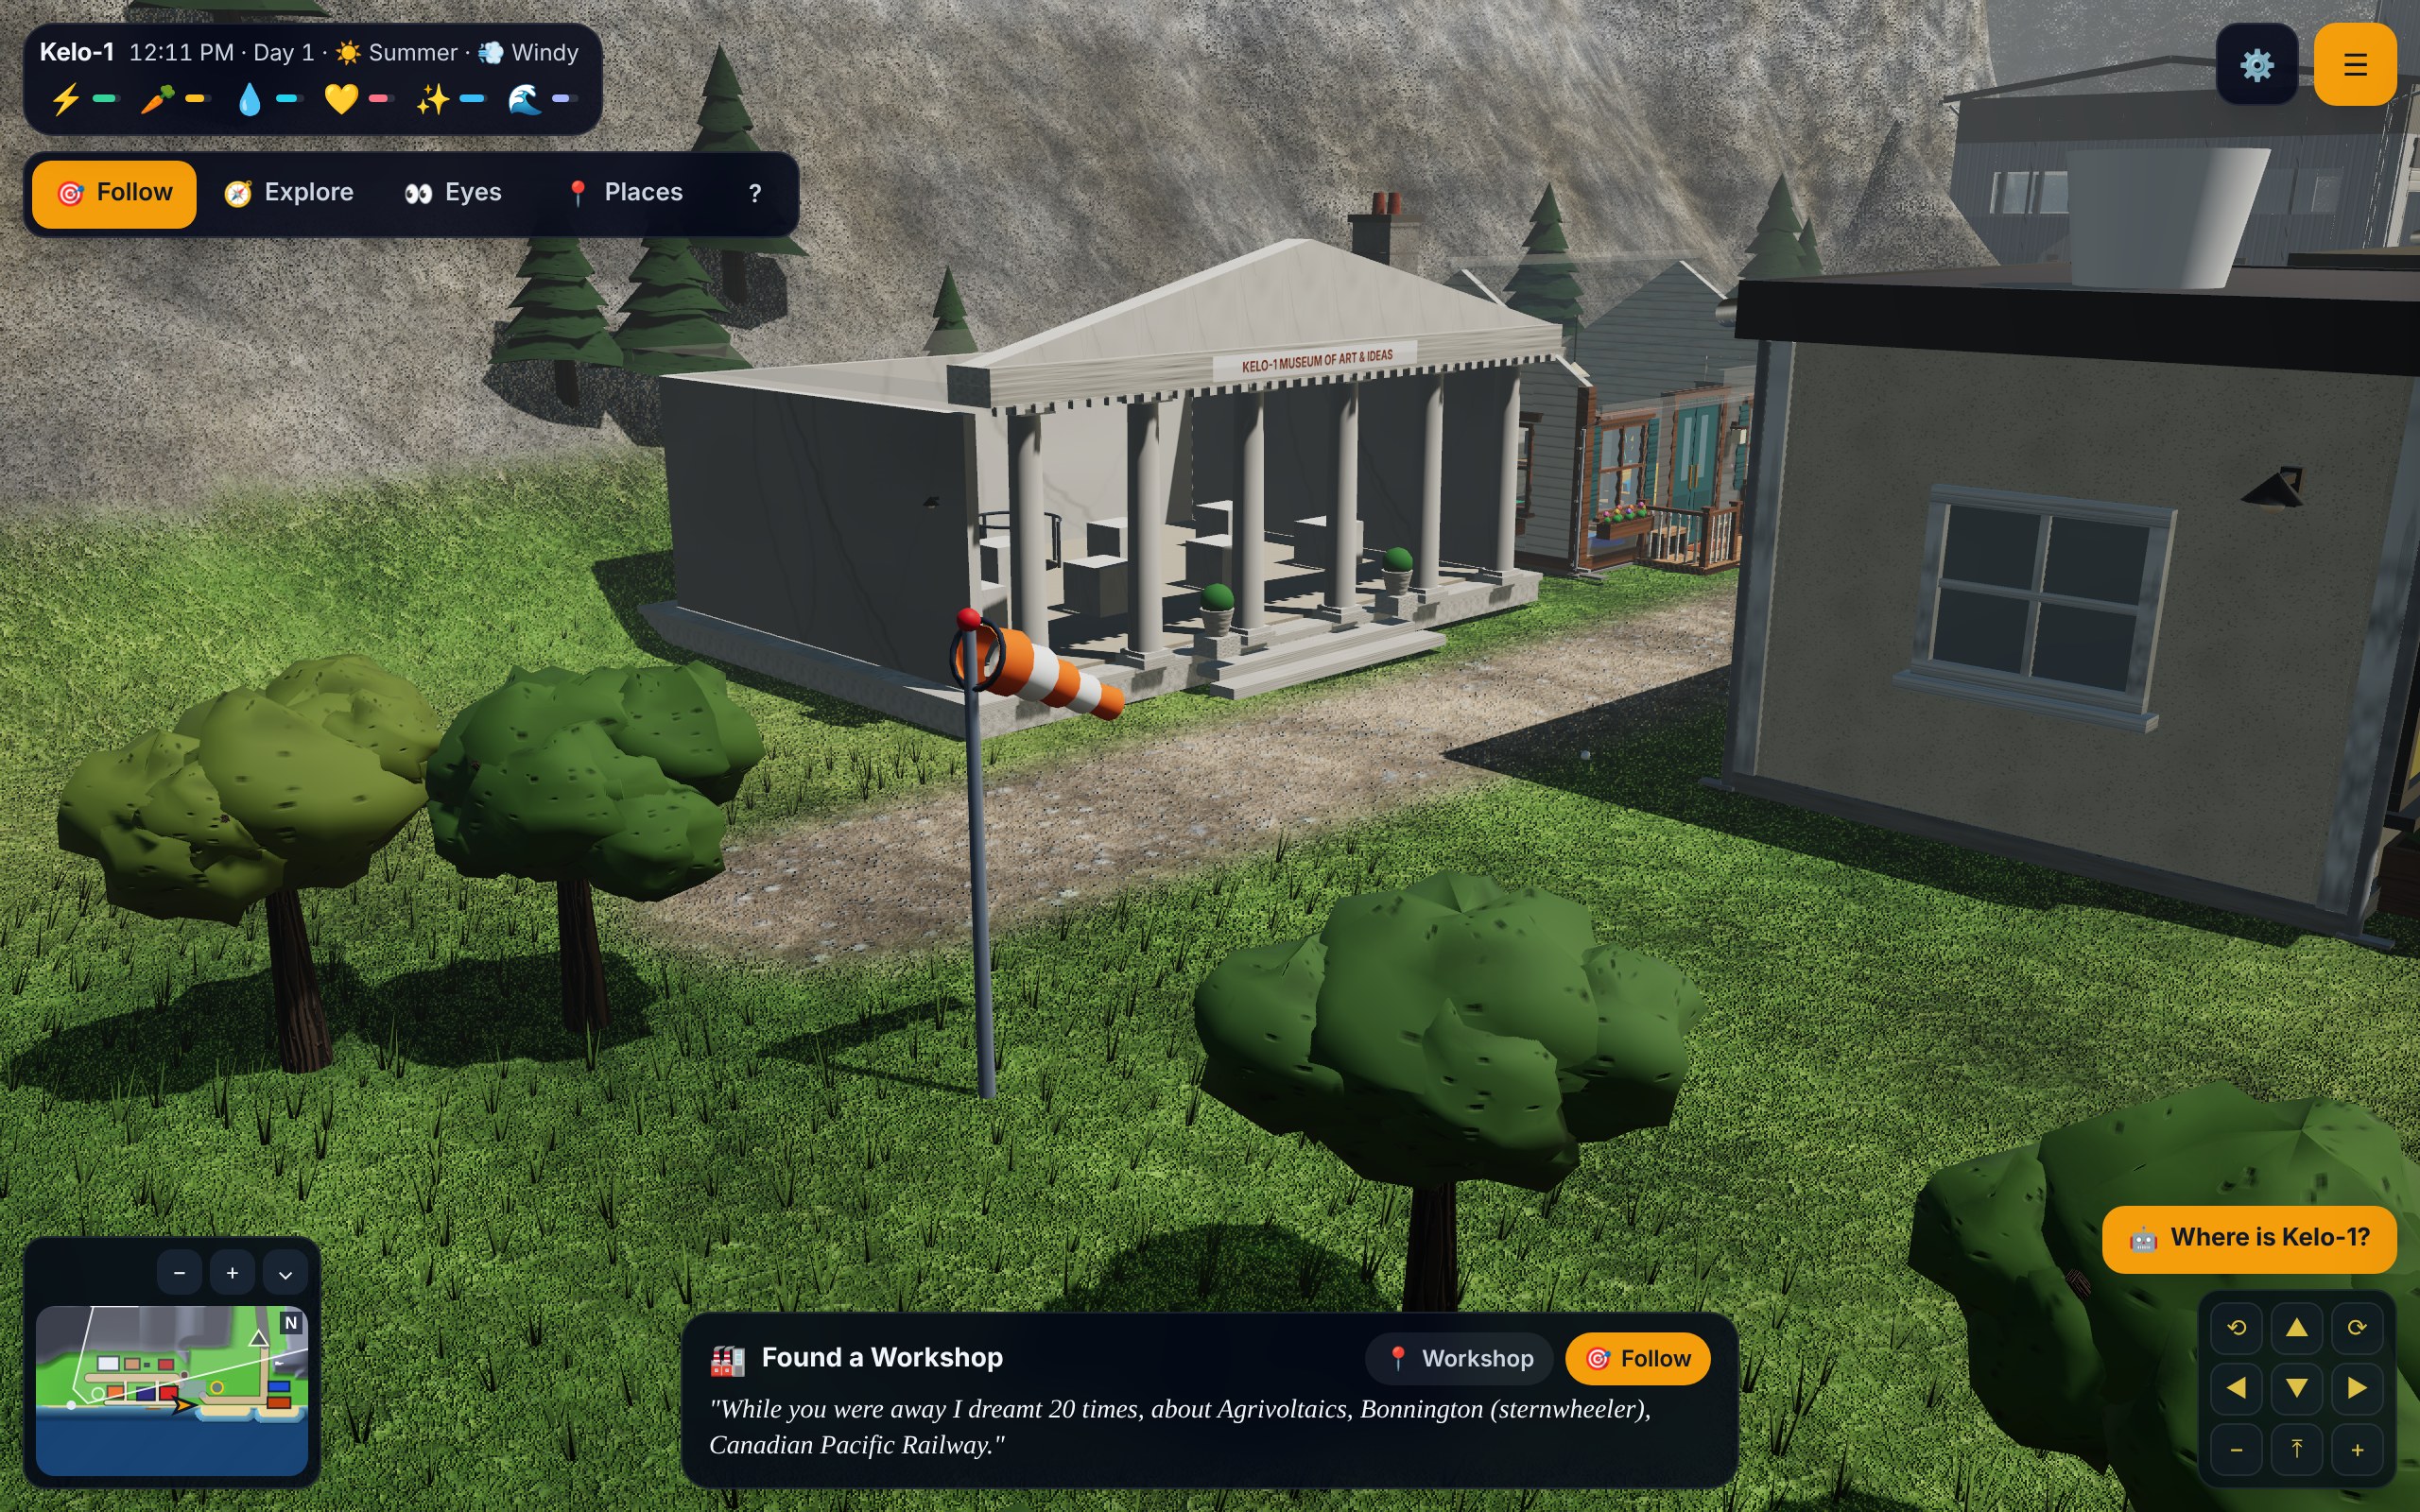 Kelo-1 12:11 PM · Day 1 · Summer · Windy
Follow Explore Eyes Places ?
KELO-1 MUSEUM OF ART & IDEAS
Where is Kelo-1?
N
Found a Workshop
Workshop Follow
"While you were away I dreamt 20 times, about Agrivoltaics, Bonnington (sternwheeler),
Canadian Pacific Railway."